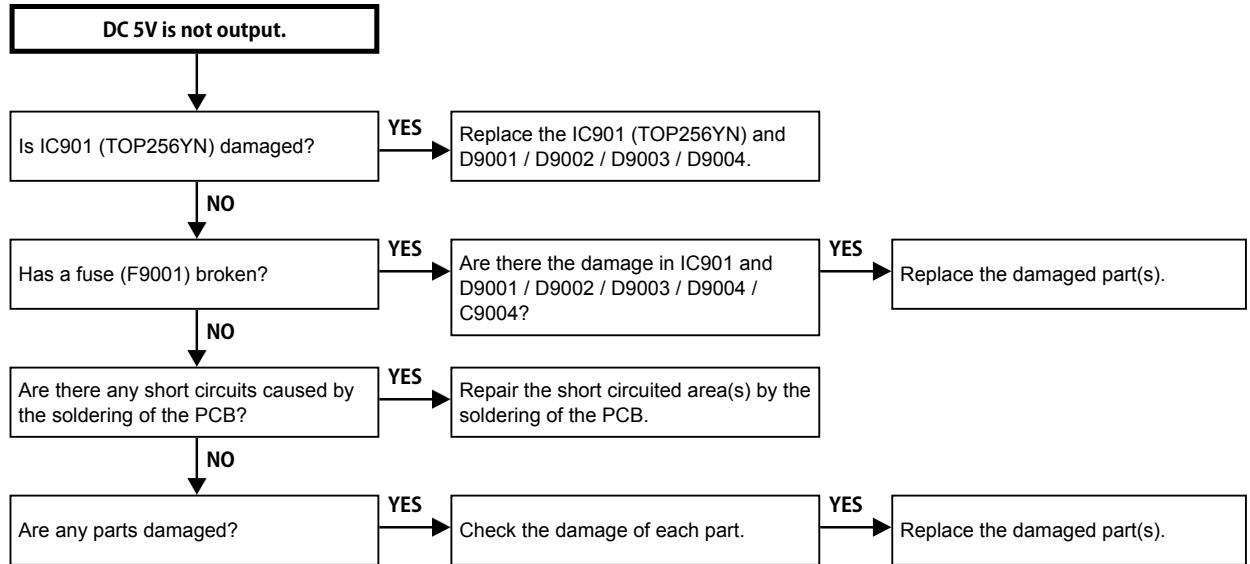 DC 5V is not output.
Is IC901 (TOP256YN) damaged?
YES
Replace the IC901 (TOP256YN) and
D9001 / D9002 / D9003 / D9004.
NO
Has a fuse (F9001) broken?
YES
Are there the damage in IC901 and
D9001 / D9002 / D9003 / D9004 /
C9004?
YES
Replace the damaged part(s).
NO
Are there any short circuits caused by
the soldering of the PCB?
YES
Repair the short circuited area(s) by the
soldering of the PCB.
NO
Are any parts damaged?
YES
Check the damage of each part.
YES
Replace the damaged part(s).